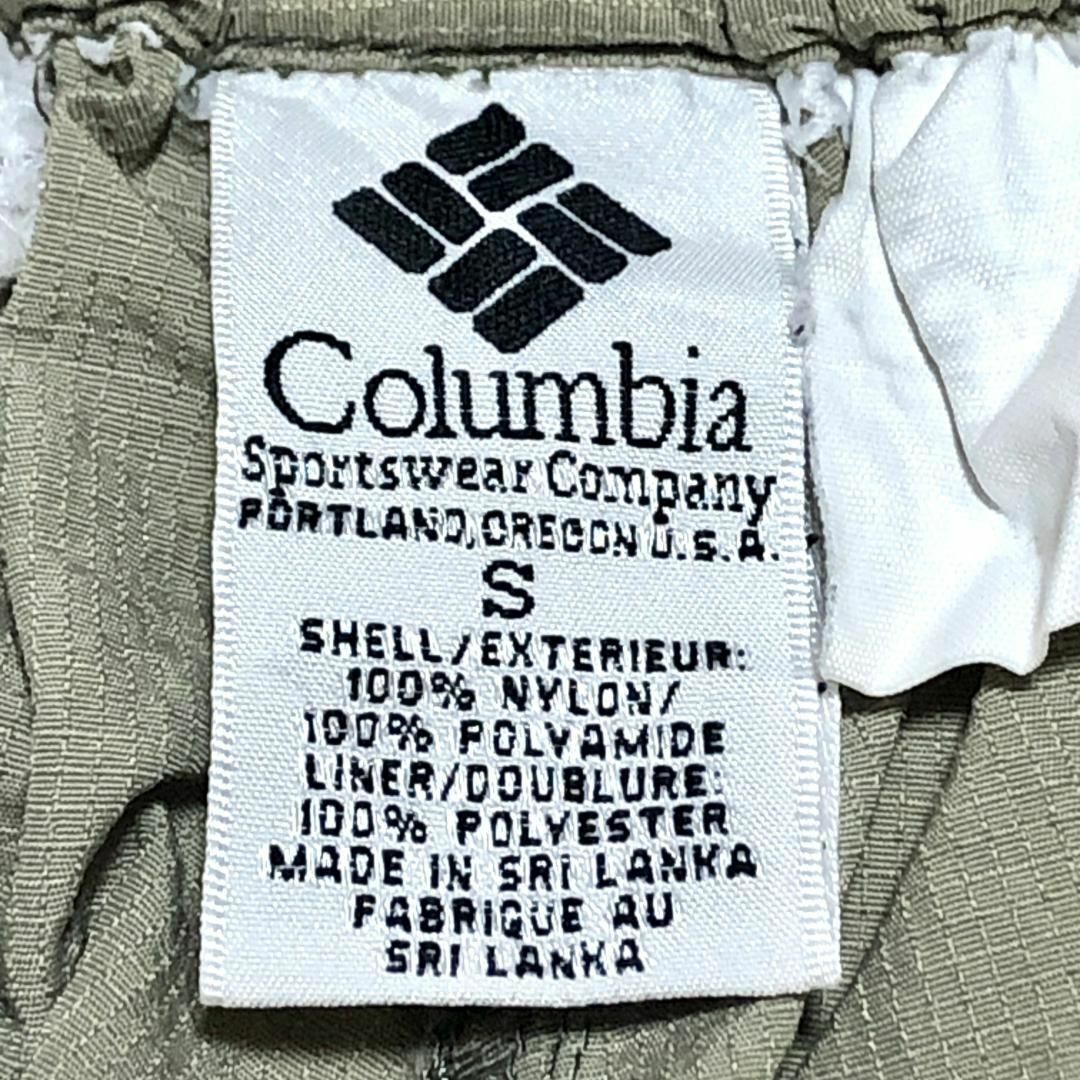 Columbia
Sportswear Company
PORTLAND, OREGON U.S.A.
S
SHELL/EXTERIEUR:
100% NYLON/
100% POLYAMIDE
LINER/DOUBLURE:
100% POLYESTER
MADE IN SRI LANKA
FABRIQUE AU
SRI LANKA